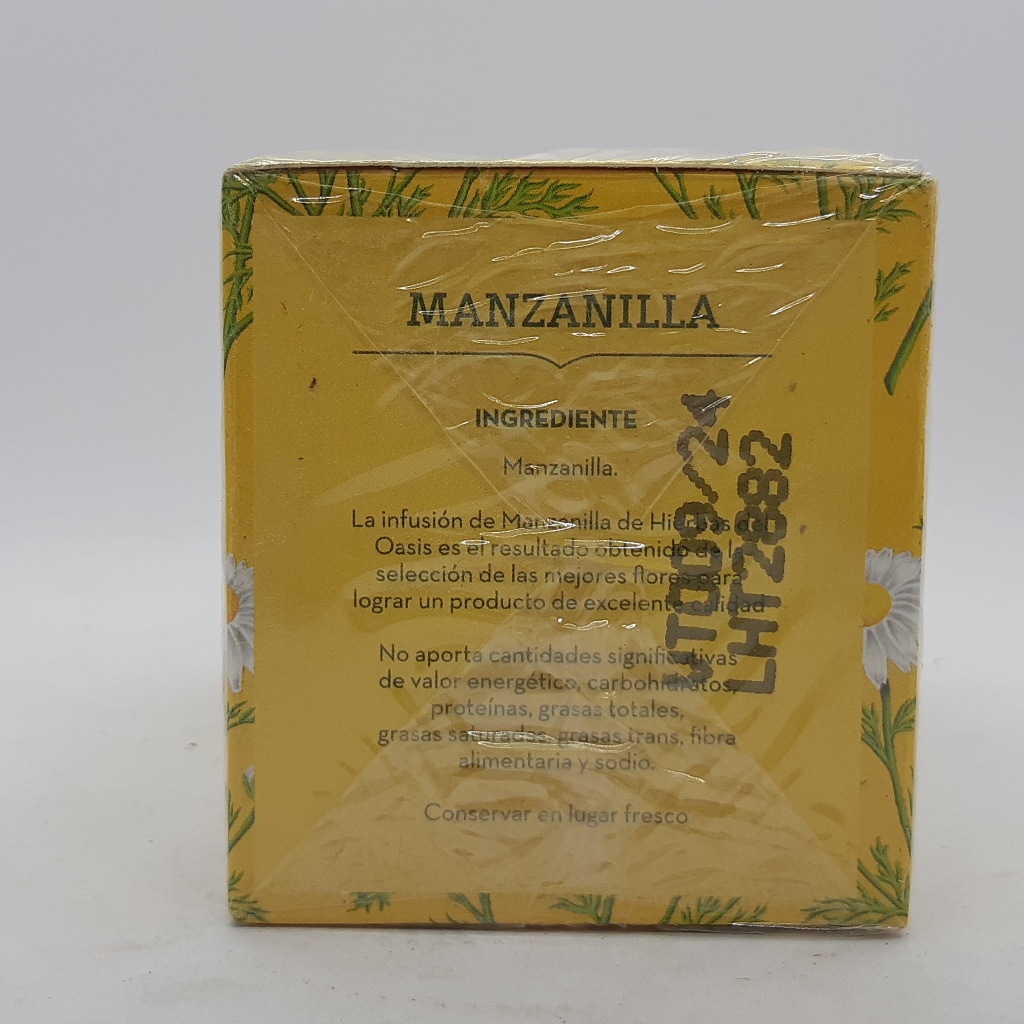 MANZANILLA
INGREDIENTE
Manzanilla.
La infusión de Manzanilla de Hierbas del
Oasis es el resultado obtenido de la
selección de las mejores flores para
lograr un producto de excelente calidad
No aporta cantidades significativas
de valor energético, carbohidratos,
proteínas, grasas totales,
grasas saturadas, grasas trans, fibra
alimentaria y sodio.
Conservar en lugar fresco
VTO09/24
LHT2882